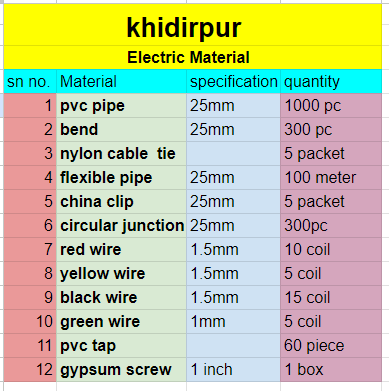 khidirpur
Electric Material
sn no. Material specification quantity
1 pvc pipe 25mm 1000 pc
2 bend 25mm 300 pc
3 nylon cable  tie 5 packet
4 flexible pipe 25mm 100 meter
5 china clip 25mm 5 packet
6 circular junction 25mm 300pc
7 red wire 1.5mm 10 coil
8 yellow wire 1.5mm 5 coil
9 black wire 1.5mm 15 coil
10 green wire 1mm 5 coil
11 pvc tap 60 piece
12 gypsum screw 1 inch 1 box